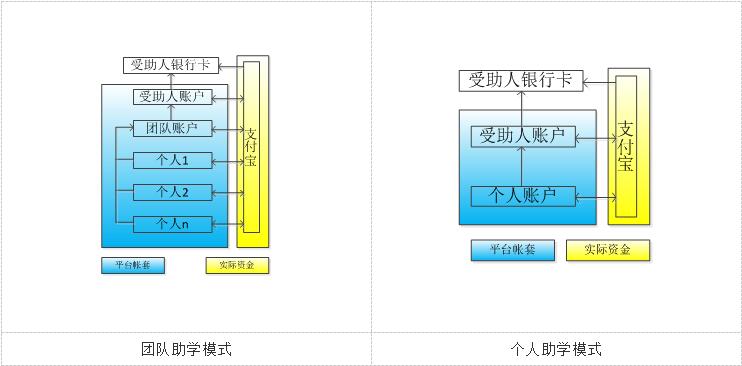 受助人银行卡
受助人账户
团队账户
个人1
个人2
个人n
支付宝
平台帐套
实际资金
团队助学模式
受助人银行卡
受助人账户
个人账户
支付宝
平台帐套
实际资金
个人助学模式